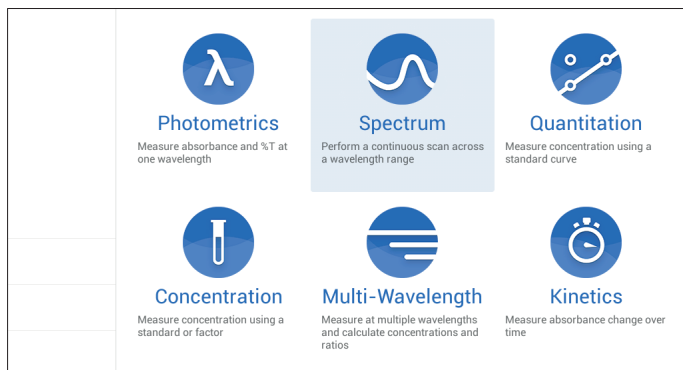 λ
Photometrics
Measure absorbance and %T at
one wavelength
Spectrum
Perform a continuous scan across
a wavelength range
Quantitation
Measure concentration using a
standard curve
Concentration
Measure concentration using a
standard or factor
Multi-Wavelength
Measure at multiple wavelengths
and calculate concentrations and
ratios
Kinetics
Measure absorbance change over
time